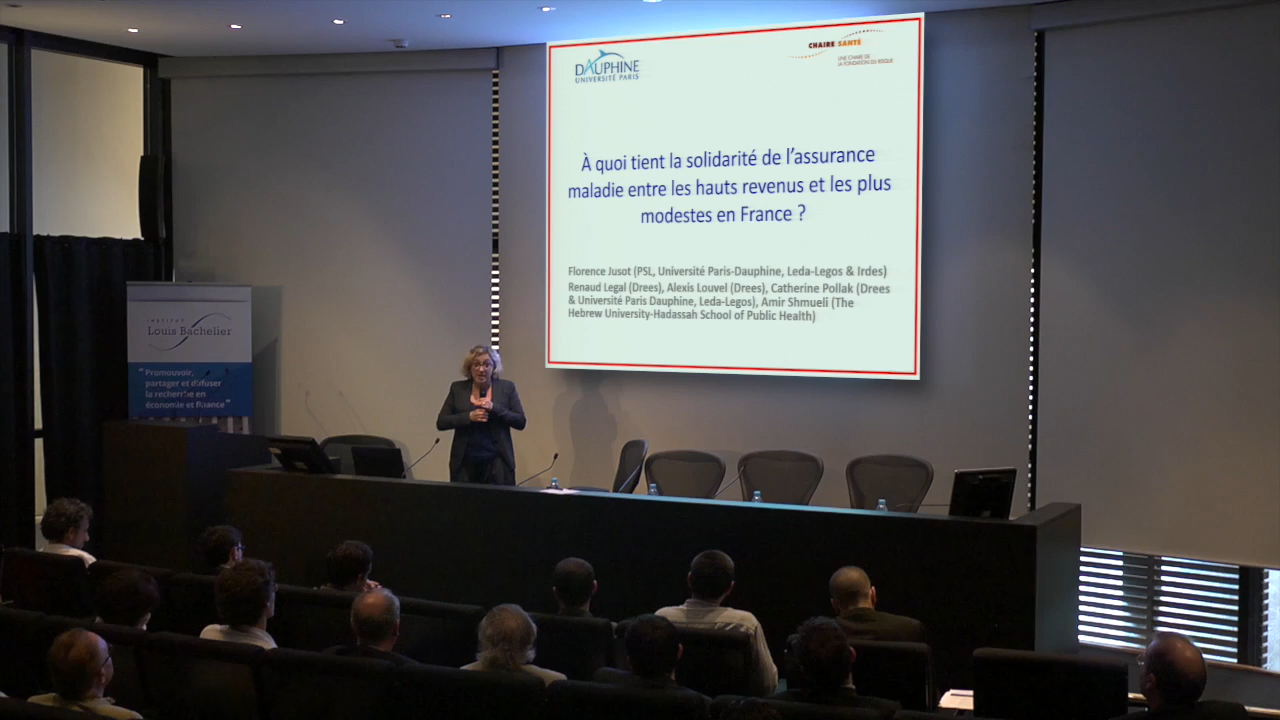 DAUPHINE
UNIVERSITÉ PARIS
CHAIRE SANTÉ
UNE CHAIRE DE
LA FONDATION DU RISQUE
À quoi tient la solidarité de l'assurance
maladie entre les hauts revenus et les plus
modestes en France ?
Florence Jusot (PSL, Université Paris-Dauphine, Leda-Legos & Irdes)
Renaud Legal (Drees), Alexis Louvel (Drees), Catherine Pollak (Drees
& Université Paris Dauphine, Leda-Legos), Amir Shmueli (The
Hebrew University-Hadassah School of Public Health)
INSTITUT
Louis Bachelier
"Promouvoir,
partager et diffuser
la recherche en
économie et finance"